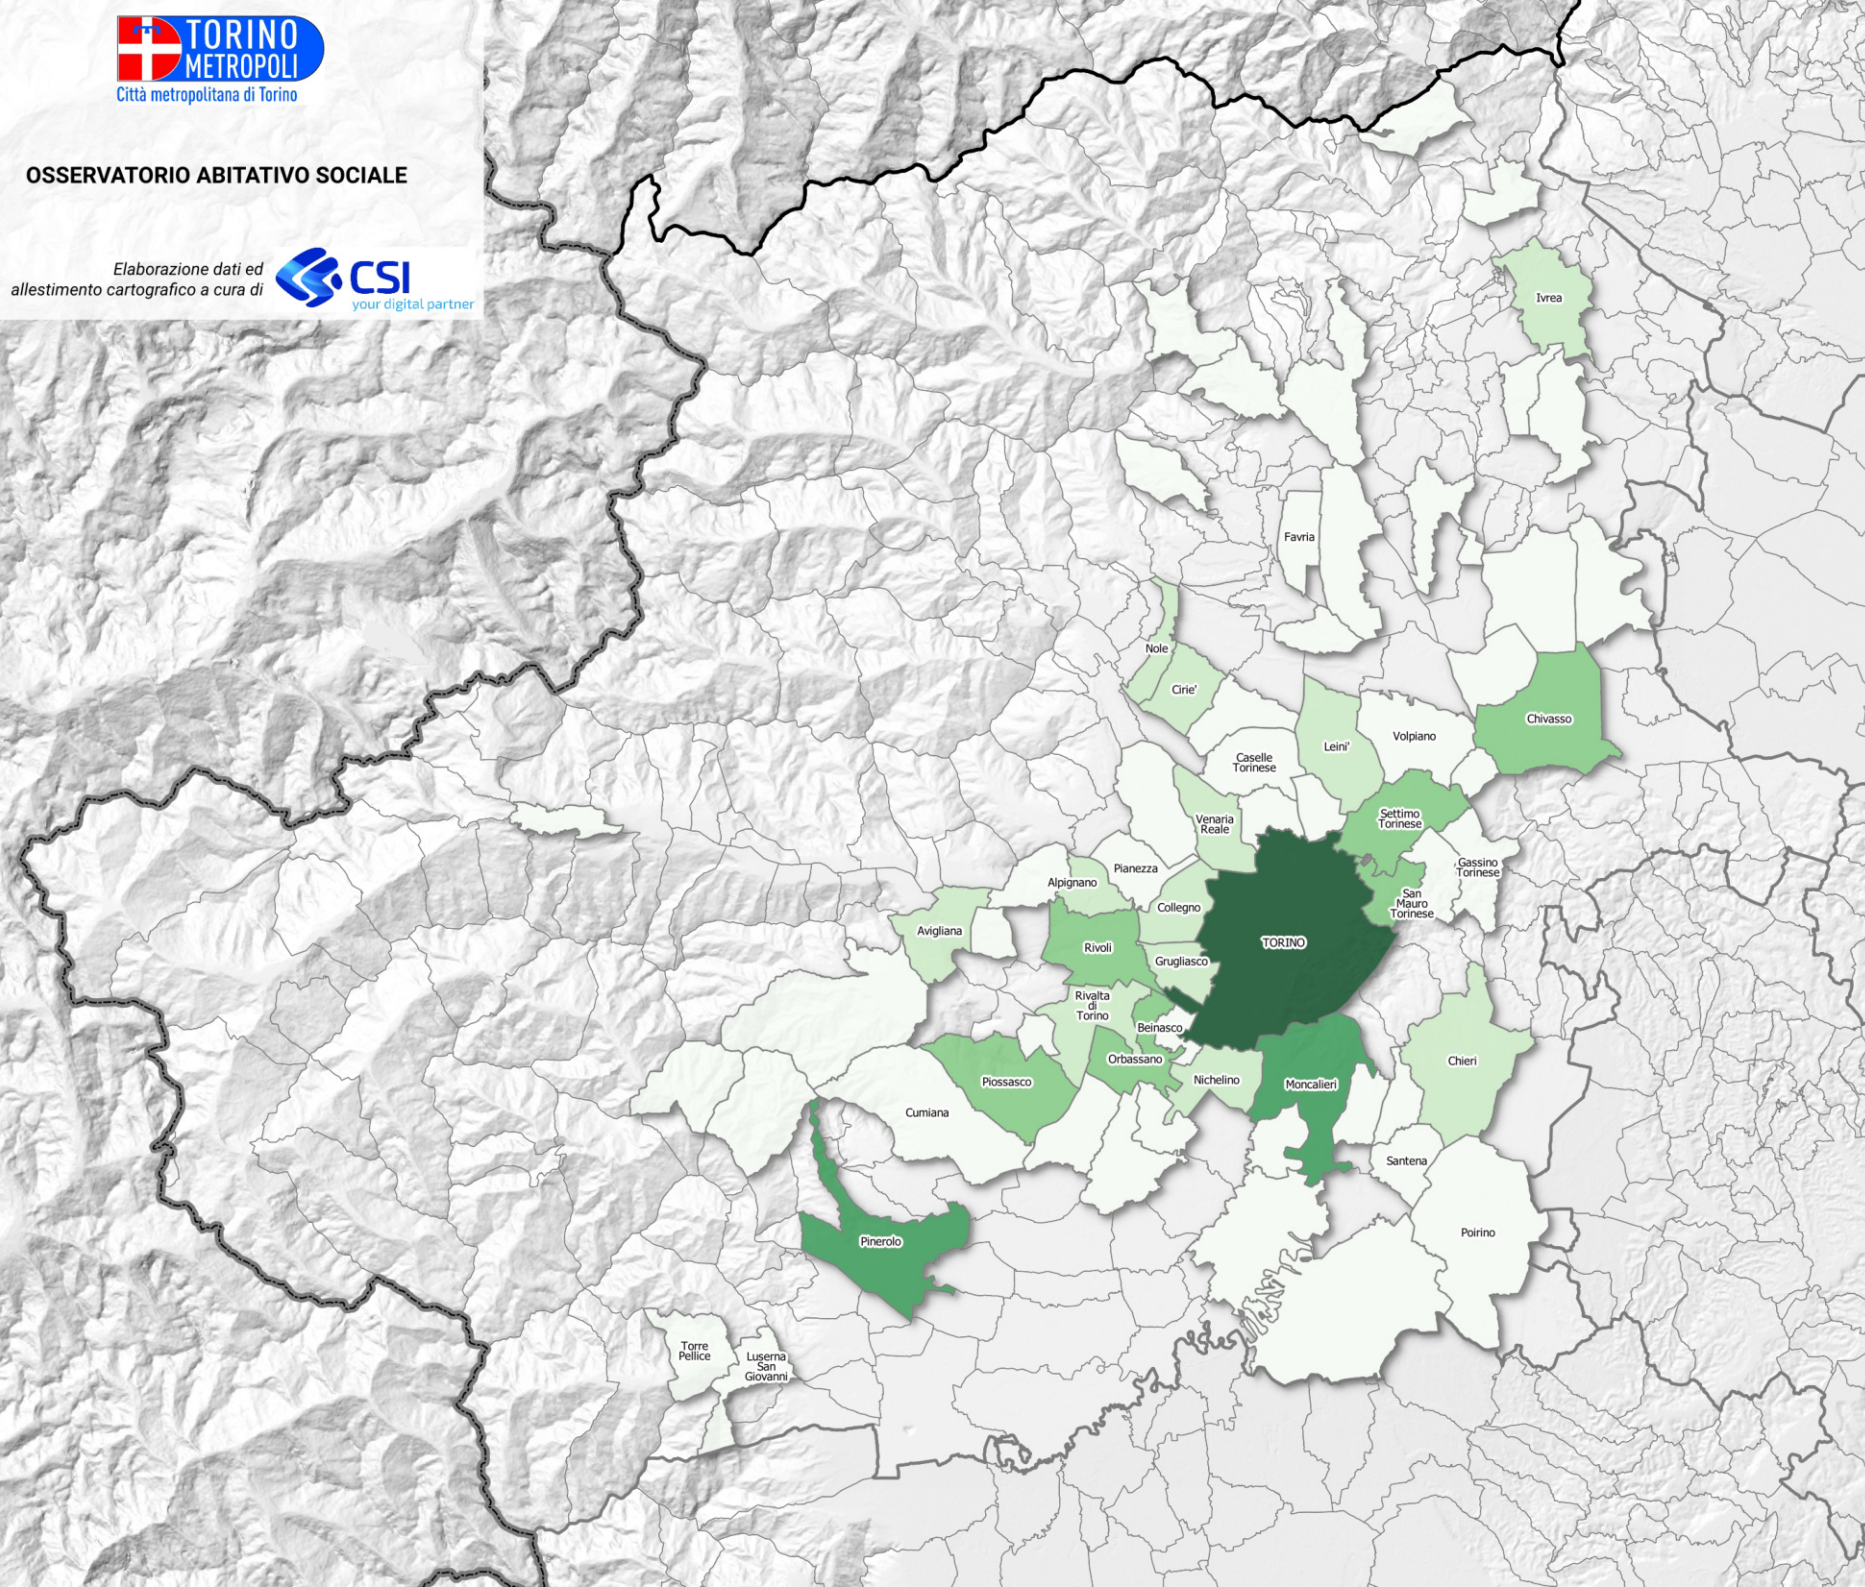 TORINO
METROPOLI
Città metropolitana di Torino
OSSERVATORIO ABITATIVO SOCIALE
Elaborazione dati ed
allestimento cartografico a cura di
CSI
your digital partner
Ivrea
Favria
Nole
Cirie'
Chivasso
Leini'
Volpiano
Caselle
Torinese
Settimo
Torinese
Venaria
Reale
Pianezza
Gassino
Torinese
Alpignano
San
Mauro
Torinese
Collegno
Avigliana
Rivoli
TORINO
Grugliasco
Rivalta
di
Torino
Beinasco
Orbassano
Chieri
Piossasco
Nichelino
Moncalieri
Cumiana
Santena
Pinerolo
Poirino
Torre
Pellice
Luserna
San
Giovanni